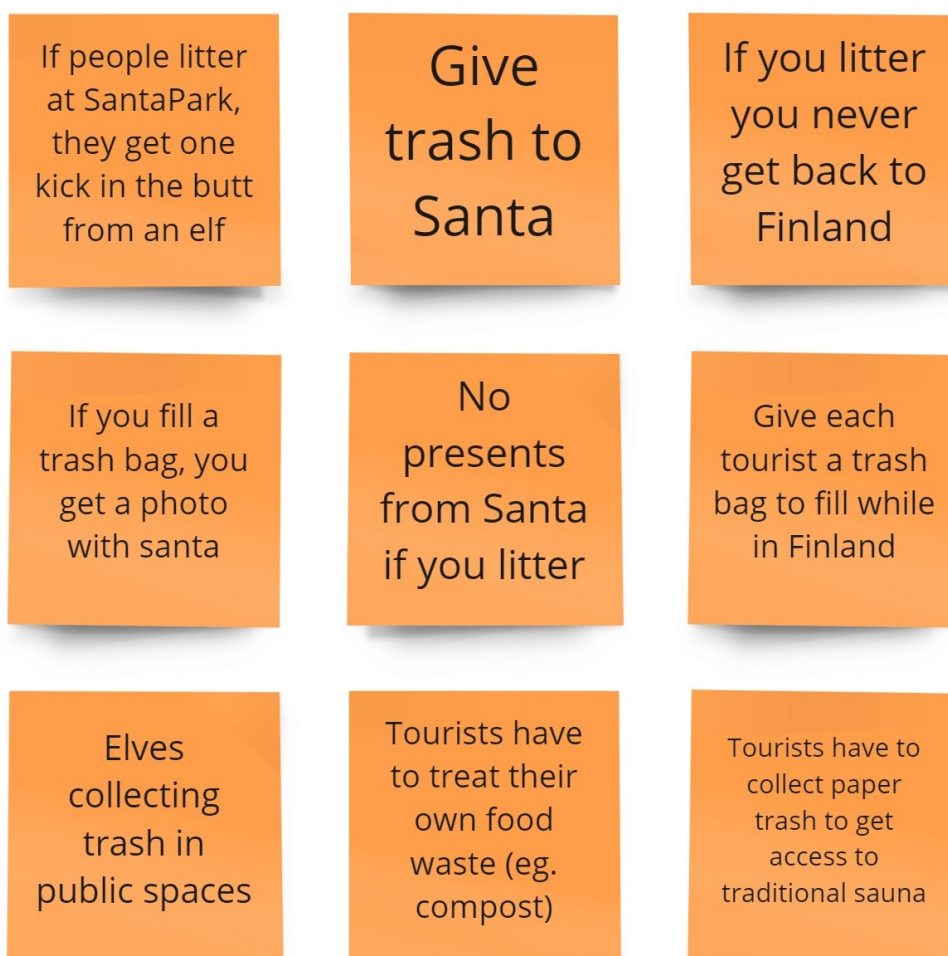 If people litter
at SantaPark,
they get one
kick in the butt
from an elf
Give
trash to
Santa
If you litter
you never
get back to
Finland
If you fill a
trash bag, you
get a photo
with santa
No
presents
from Santa
if you litter
Give each
tourist a trash
bag to fill while
in Finland
Elves
collecting
trash in
public spaces
Tourists have
to treat their
own food
waste (eg.
compost)
Tourists have to
collect paper
trash to get
access to
traditional sauna